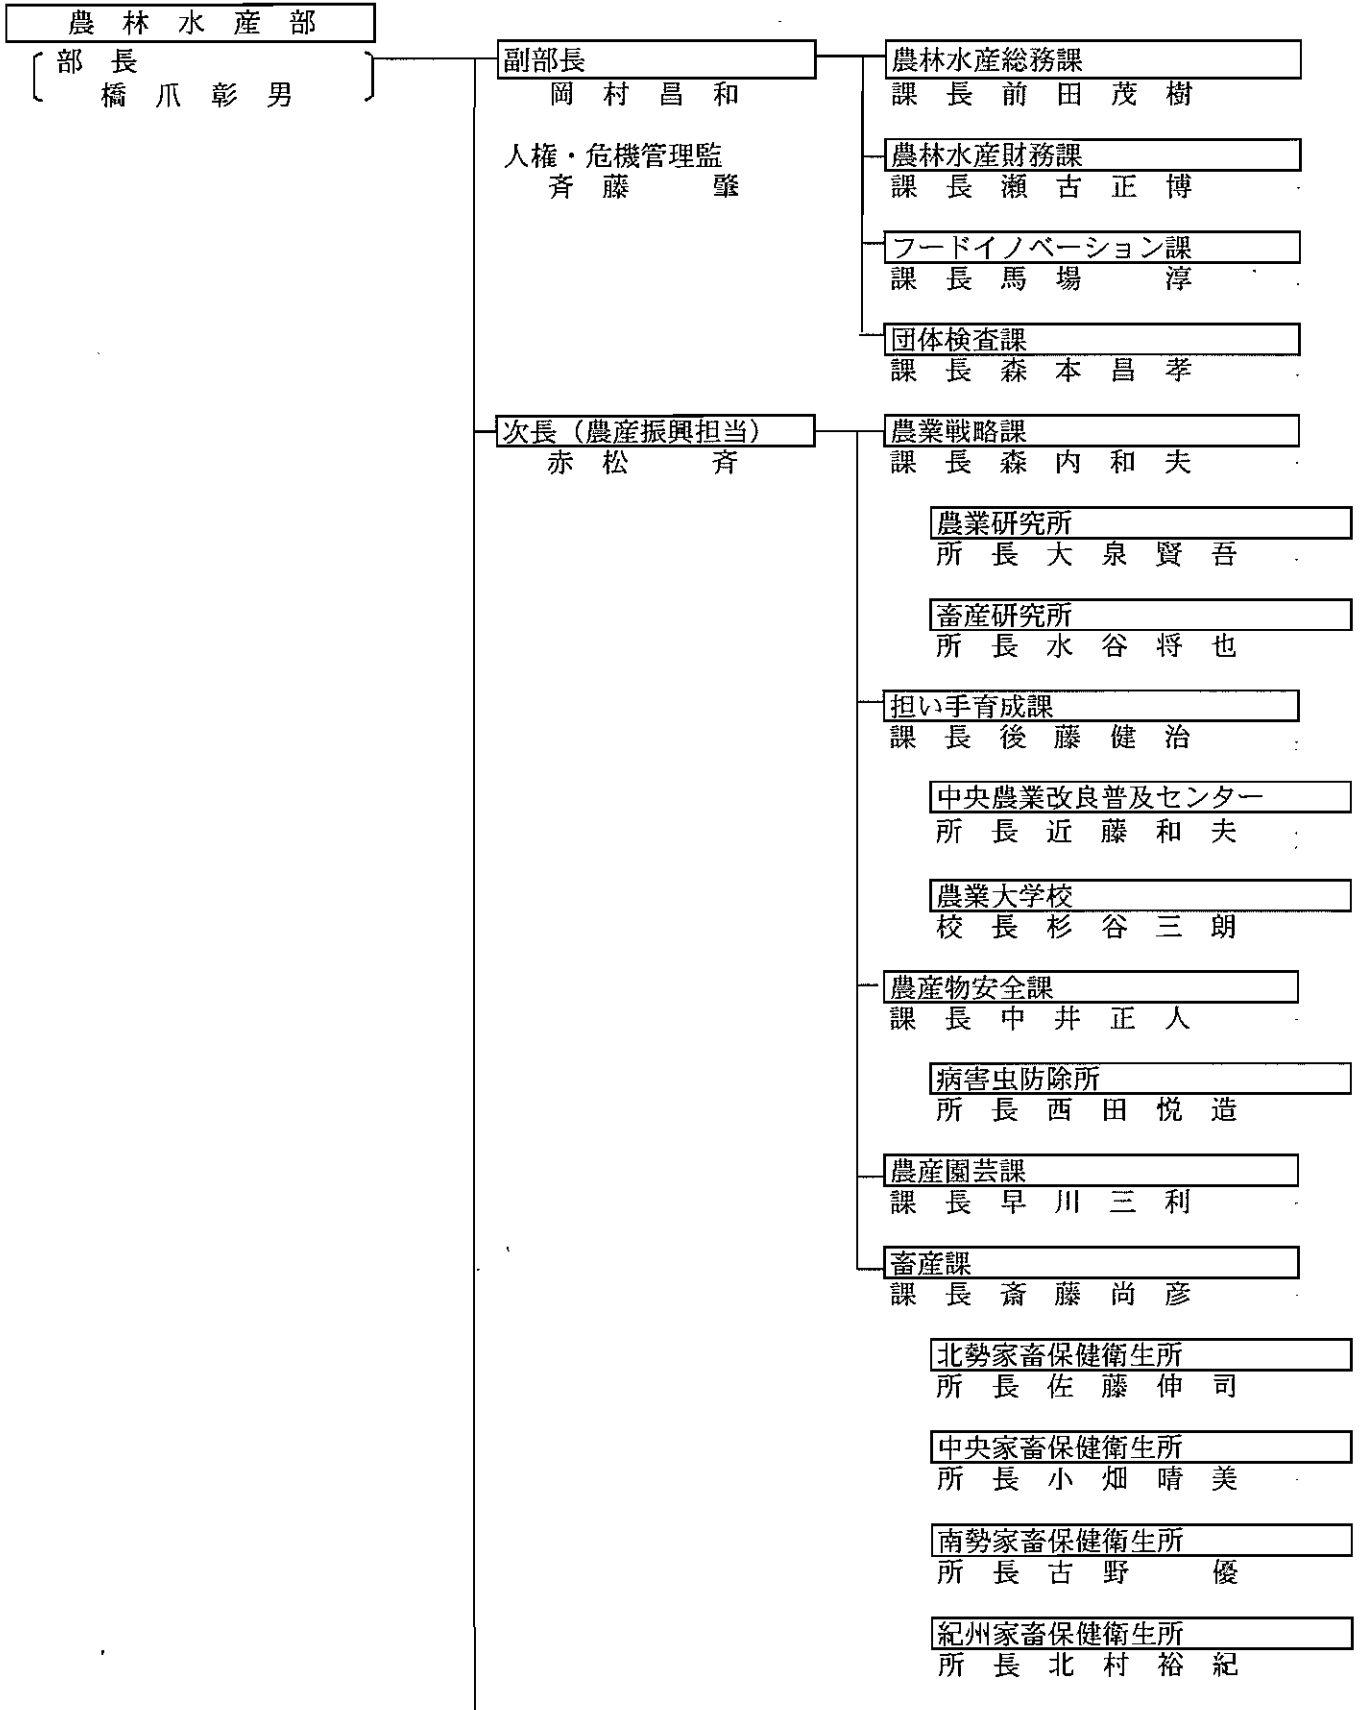 農林水産部
部長
橋爪彰男
副部長
岡村昌和
人権・危機管理監
斉藤 肇
農林水産総務課
課長前田茂樹
農林水産財務課
課長瀬古正博
フードイノベーション課
課長馬場 淳
団体検査課
課長森本昌孝
次長（農産振興担当）
赤松 斉
農業戦略課
課長森内和夫
農業研究所
所長大泉賢吾
畜産研究所
所長水谷将也
担い手育成課
課長後藤健治
中央農業改良普及センター
所長近藤和夫
農業大学校
校長杉谷三朗
農産物安全課
課長中井正人
病害虫防除所
所長西田悦造
農産園芸課
課長早川三利
畜産課
課長斎藤尚彦
北勢家畜保健衛生所
所長佐藤伸司
中央家畜保健衛生所
所長小畑晴美
南勢家畜保健衛生所
所長古野 優
紀州家畜保健衛生所
所長北村裕紀